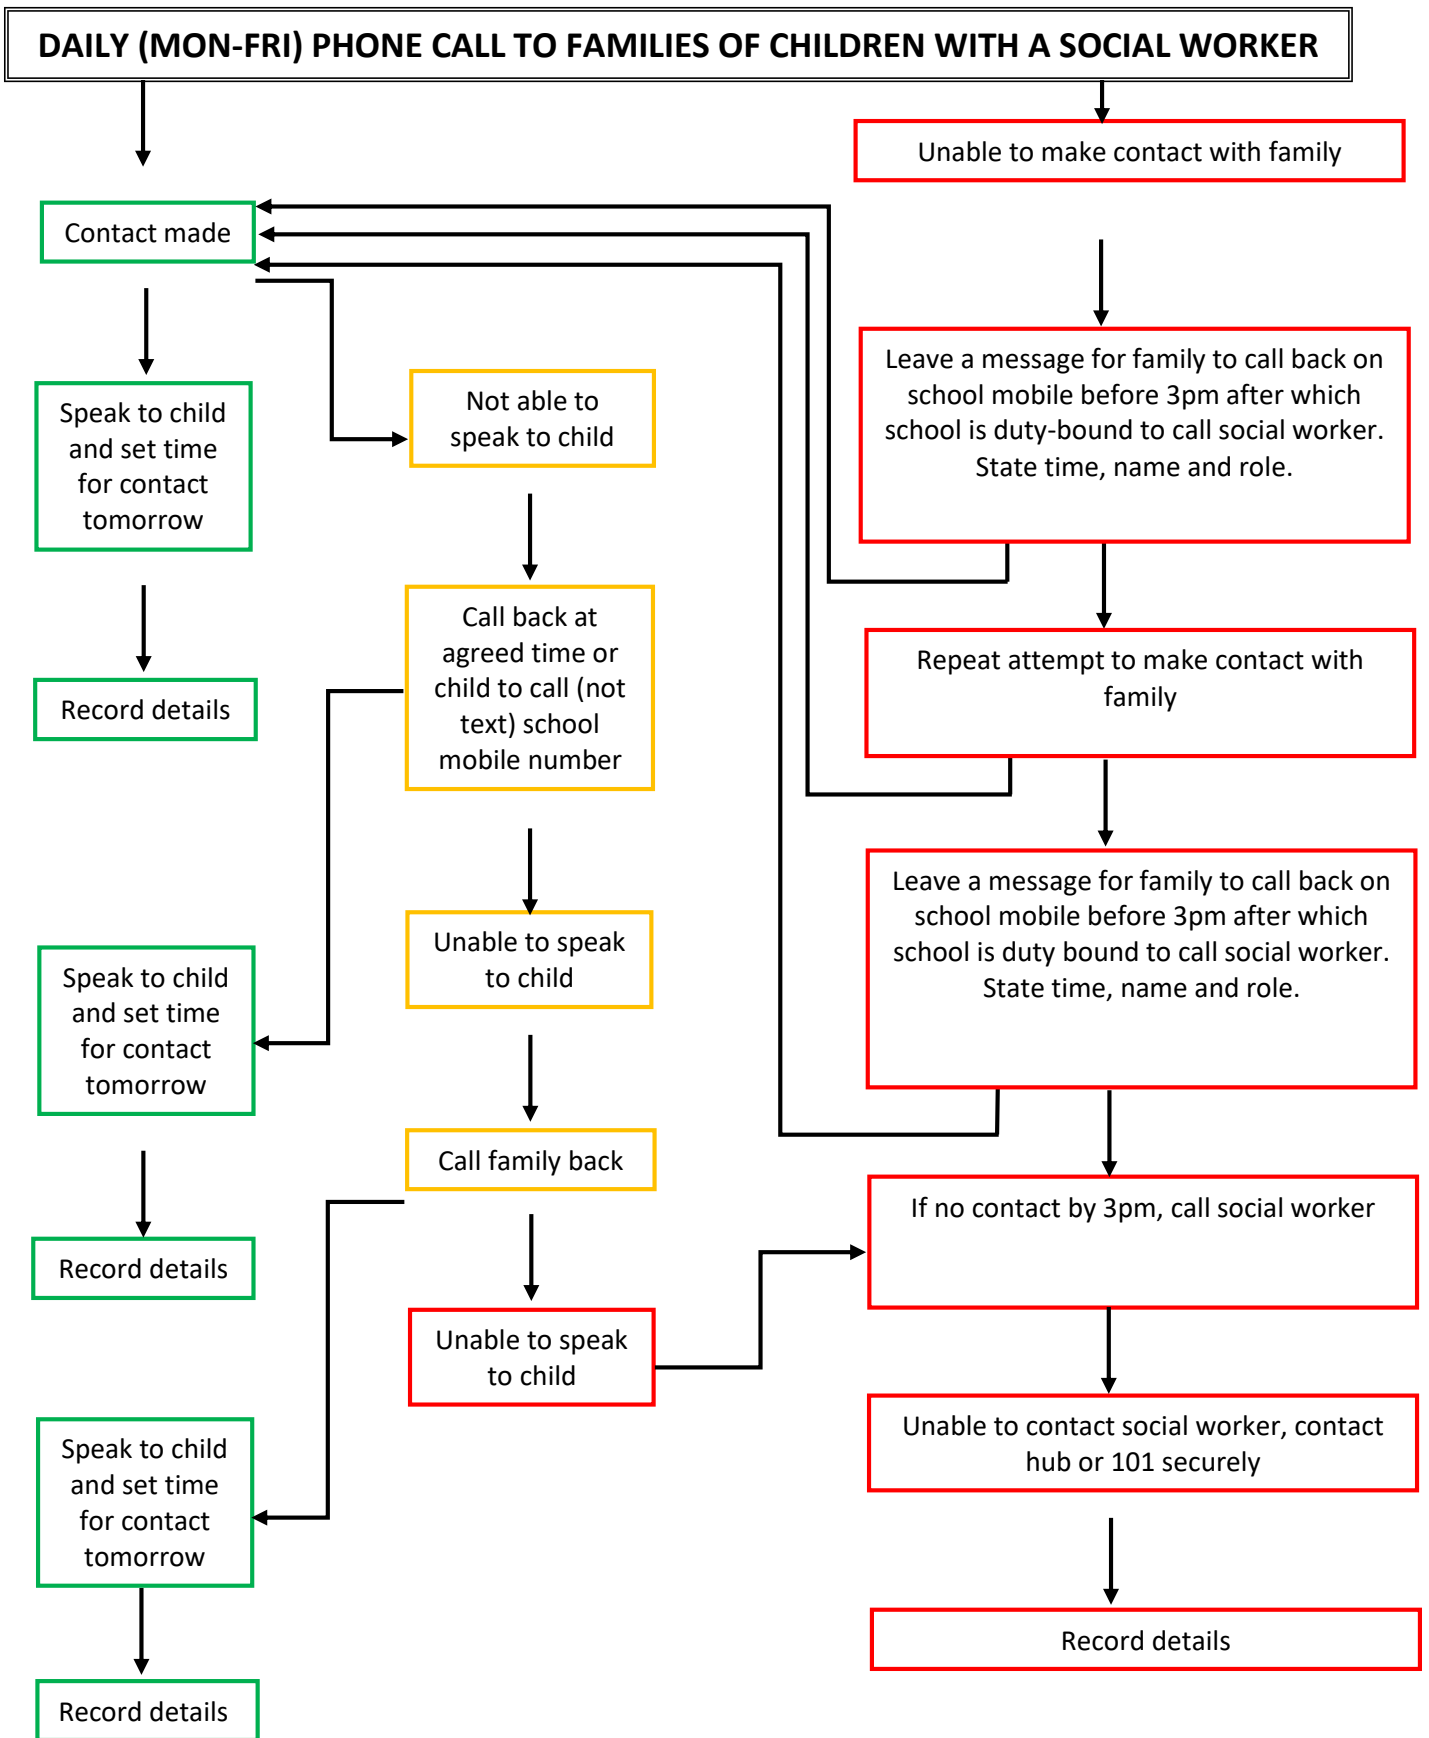 DAILY (MON-FRI) PHONE CALL TO FAMILIES OF CHILDREN WITH A SOCIAL WORKER
Unable to make contact with family
Contact made
Leave a message for family to call back on
school mobile before 3pm after which
school is duty-bound to call social worker.
State time, name and role.
Speak to child
and set time
for contact
tomorrow
Not able to
speak to child
Call back at
agreed time or
child to call (not
text) school
mobile number
Repeat attempt to make contact with
family
Record details
Leave a message for family to call back on
school mobile before 3pm after which
school is duty bound to call social worker.
State time, name and role.
Unable to speak
to child
Speak to child
and set time
for contact
tomorrow
Call family back
If no contact by 3pm, call social worker
Record details
Unable to speak
to child
Unable to contact social worker, contact
hub or 101 securely
Speak to child
and set time
for contact
tomorrow
Record details
Record details